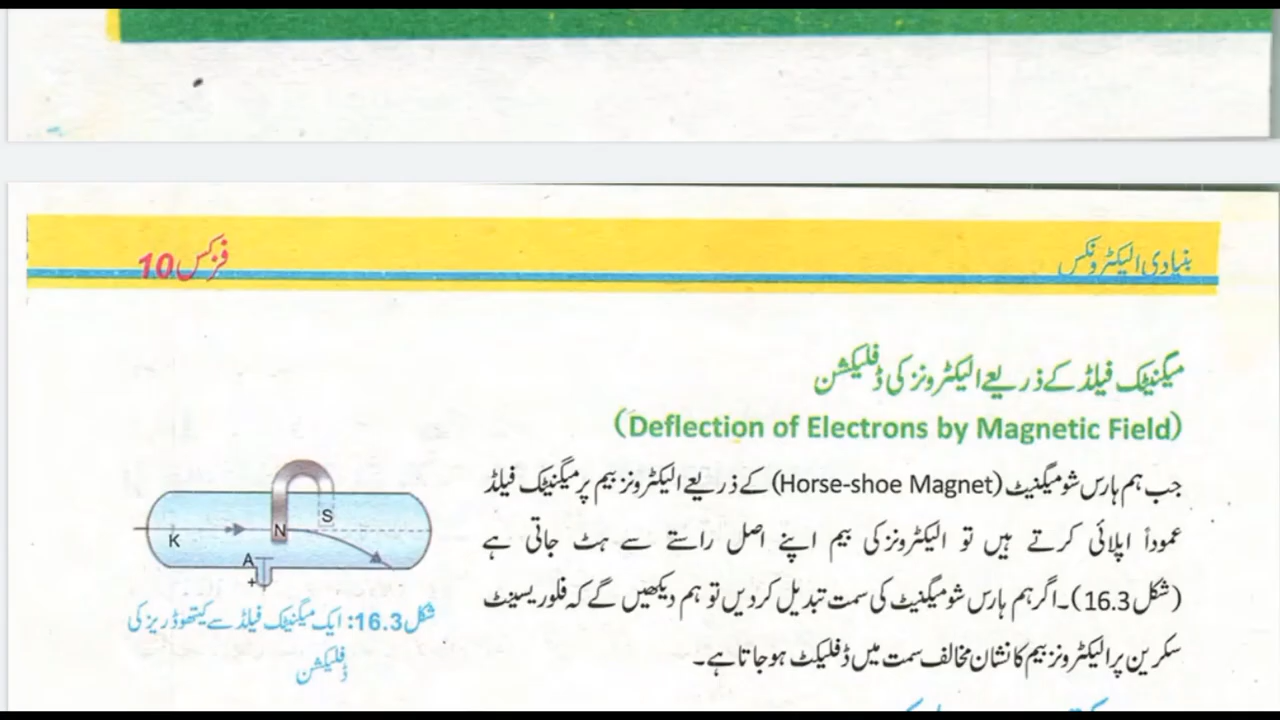 بنیادی الیکٹرونکس
فزکس 10
میگنیٹک فیلڈ کے ذریعے الیکٹرونز کی ڈفلیکشن
(Deflection of Electrons by Magnetic Field)
جب ہم ہارس شو میگنیٹ (Horse-shoe Magnet) کے ذریعے الیکٹرونز بیم پر میگنیٹک فیلڈ
عموداً اپلائی کرتے ہیں تو الیکٹرونز کی بیم اپنے اصل راستے سے ہٹ جاتی ہے
(شکل 16.3)۔ اگر ہم ہارس شو میگنیٹ کی سمت تبدیل کر دیں تو ہم دیکھیں گے کہ فلوریسینٹ
سکرین پر الیکٹرونز بیم کا نشان مخالف سمت میں ڈفلیکٹ ہو جاتا ہے۔
S
N
K
A
+
شکل 16.3: ایک میگنیٹک فیلڈ سے کیتھوڈ ریز کی
ڈفلیکشن